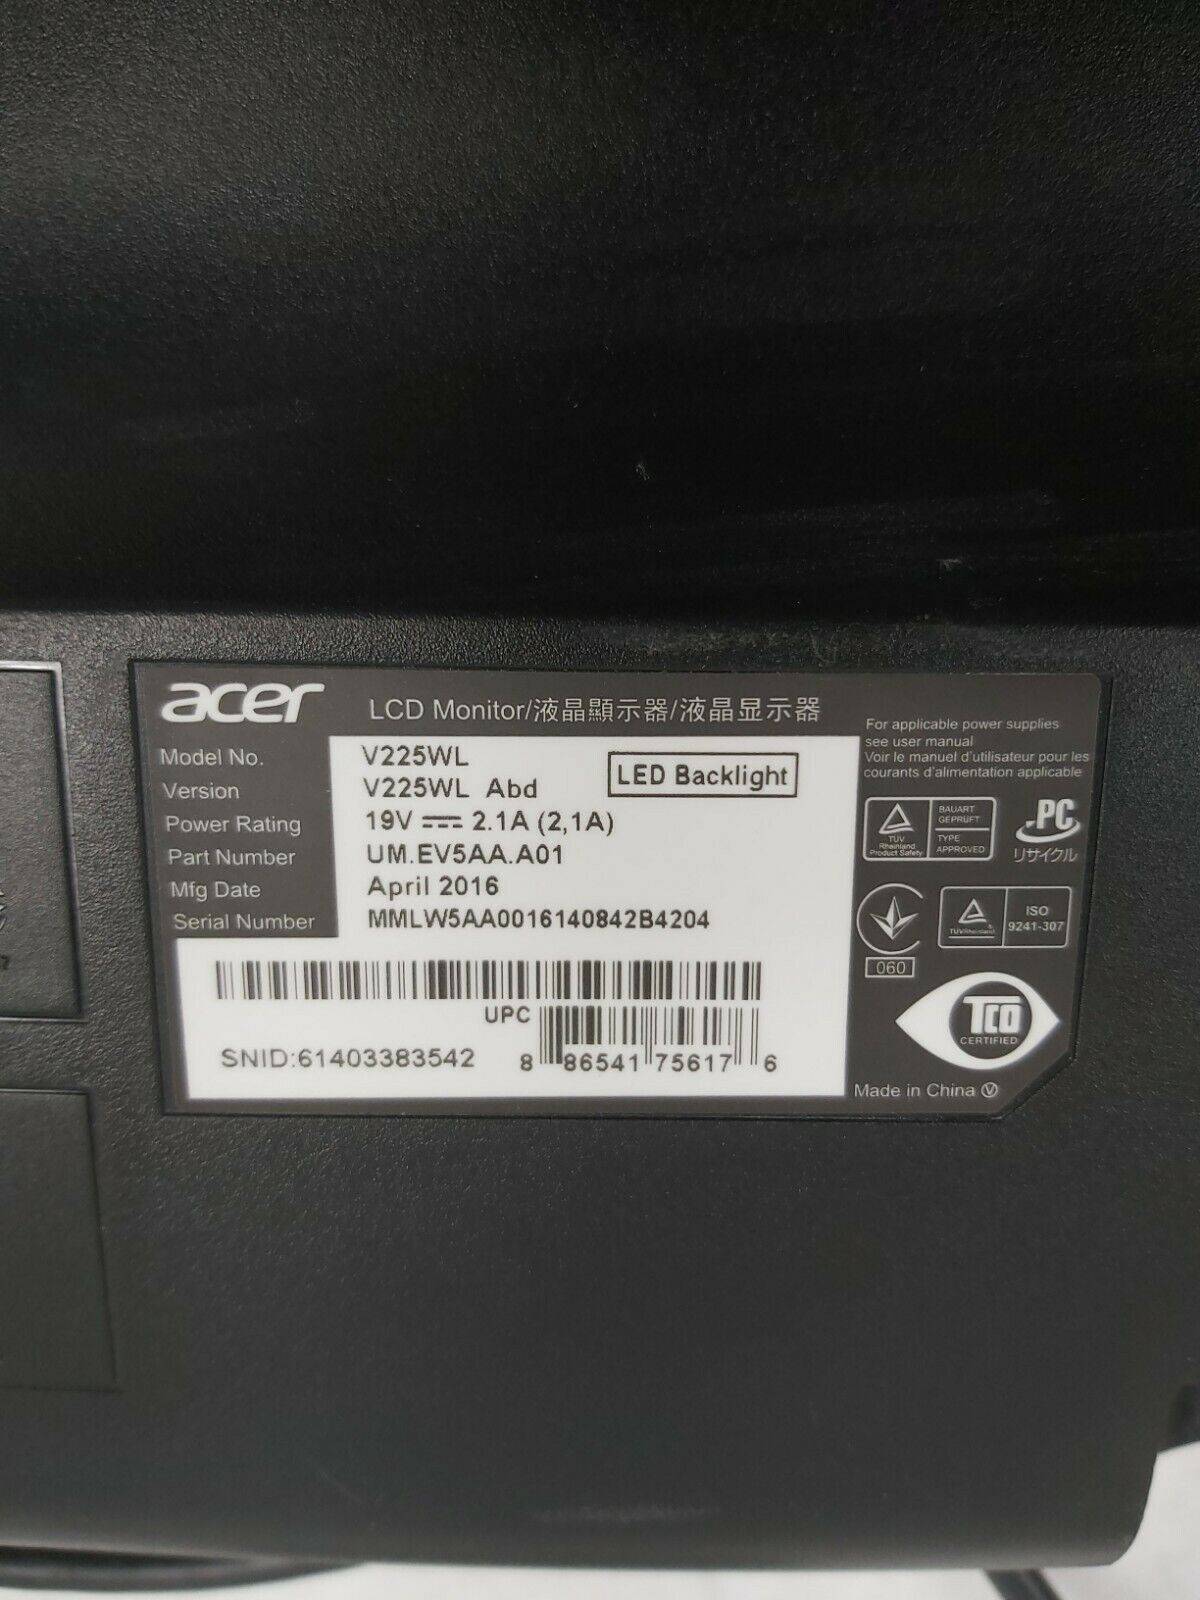 acer LCD Monitor/液晶顯示器/液晶显示器
Model No. V225WL
Version V225WL Abd
LED Backlight
Power Rating 19V ⎓ 2.1A (2,1A)
Part Number UM.EV5AA.A01
Mfg Date April 2016
Serial Number MMLW5AA0016140842B4204
UPC
SNID:61403383542
8 86541 75617 6
For applicable power supplies
see user manual
Voir le manuel d'utilisateur pour les
courants d'alimentation applicable
TÜV
Rheinland
Product Safety
BAUART
GEPRÜFT
TYPE
APPROVED
PC
リサイクル
060
TÜVRheinland
ISO
9241-307
TCO
CERTIFIED
Made in China V